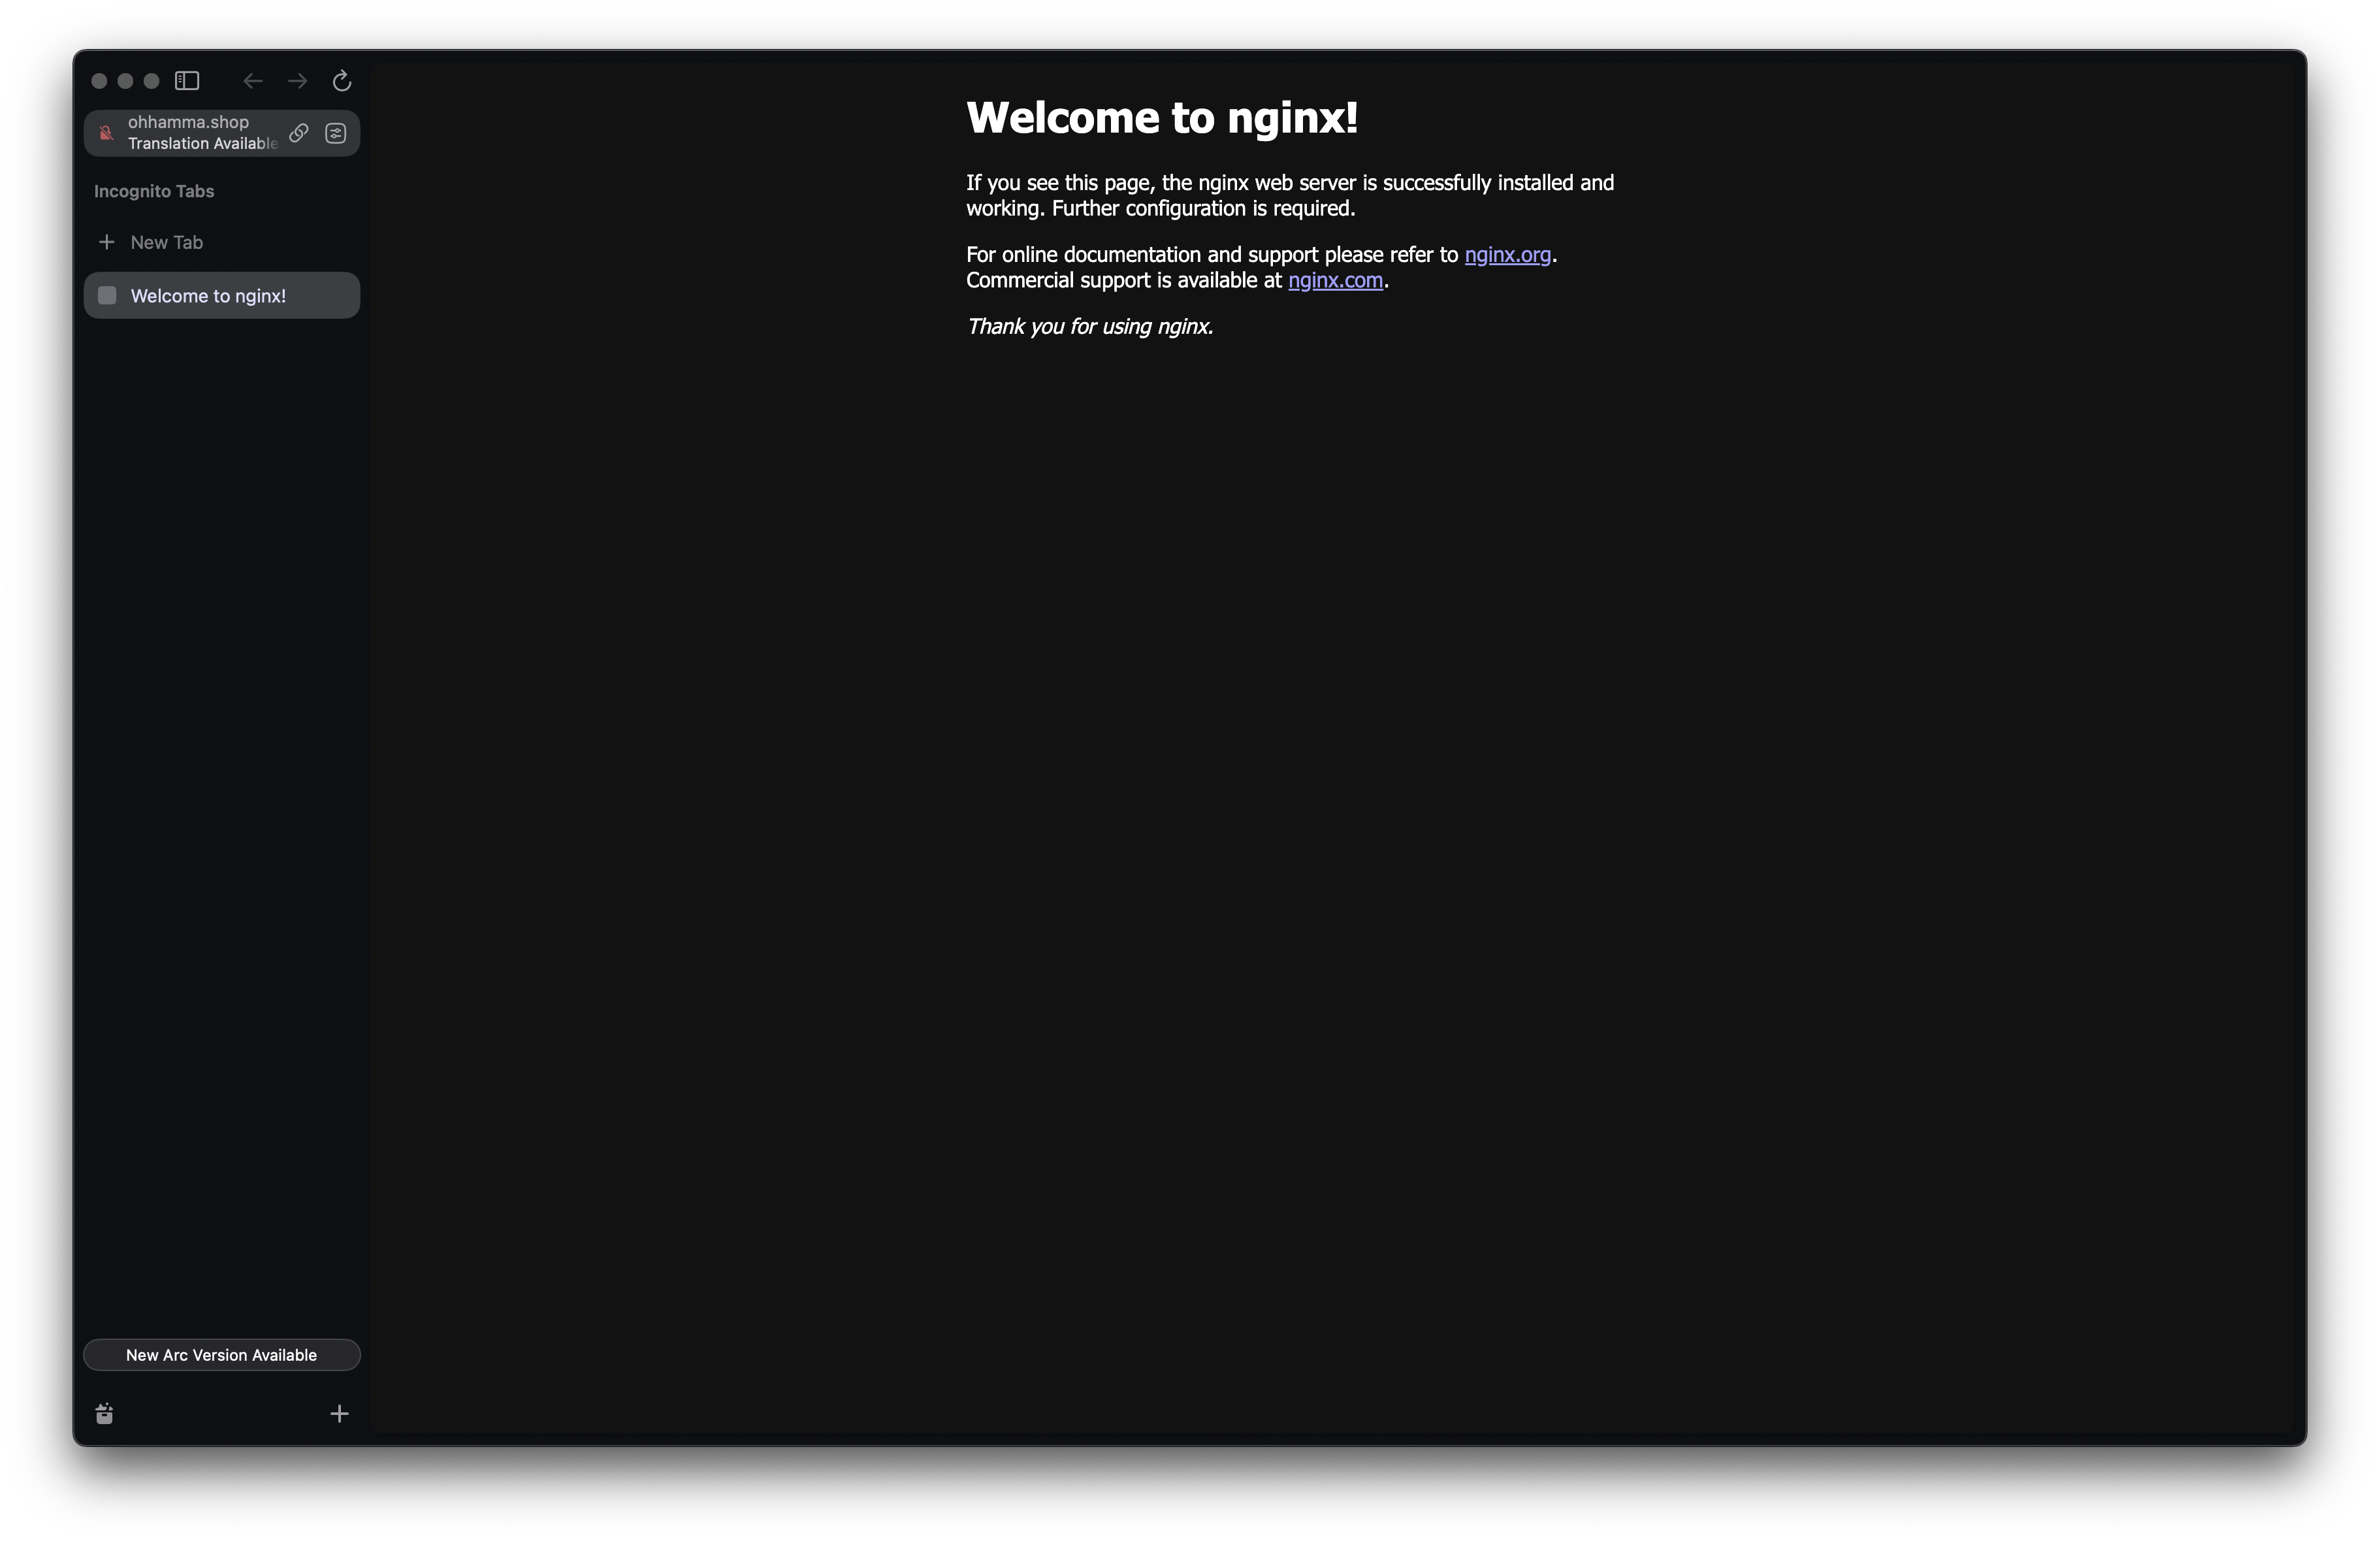 ohhamma.shop
Translation Available
Incognito Tabs
New Tab
Welcome to nginx!
Welcome to nginx!
If you see this page, the nginx web server is successfully installed and
working. Further configuration is required.
For online documentation and support please refer to nginx.org.
Commercial support is available at nginx.com.
Thank you for using nginx.
New Arc Version Available